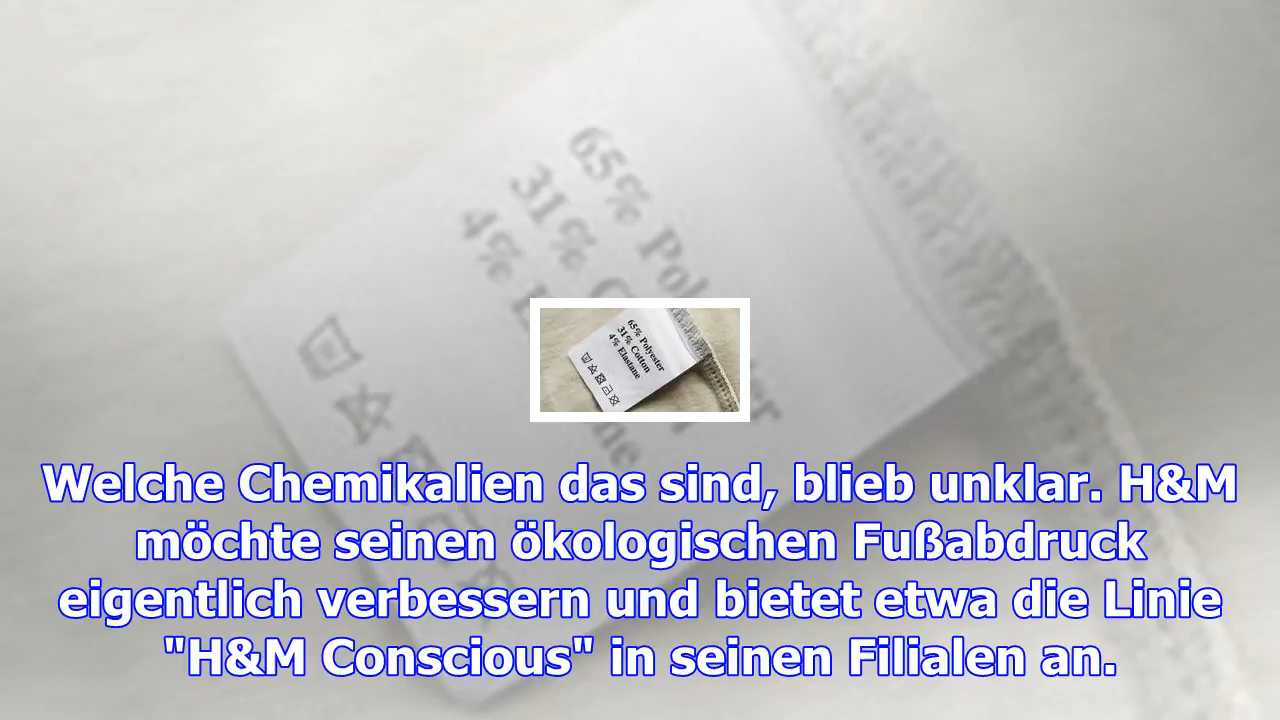 65% Polyester
31% Cotton
4% Elastane
Welche Chemikalien das sind, blieb unklar. H&M
möchte seinen ökologischen Fußabdruck
eigentlich verbessern und bietet etwa die Linie
"H&M Conscious" in seinen Filialen an.